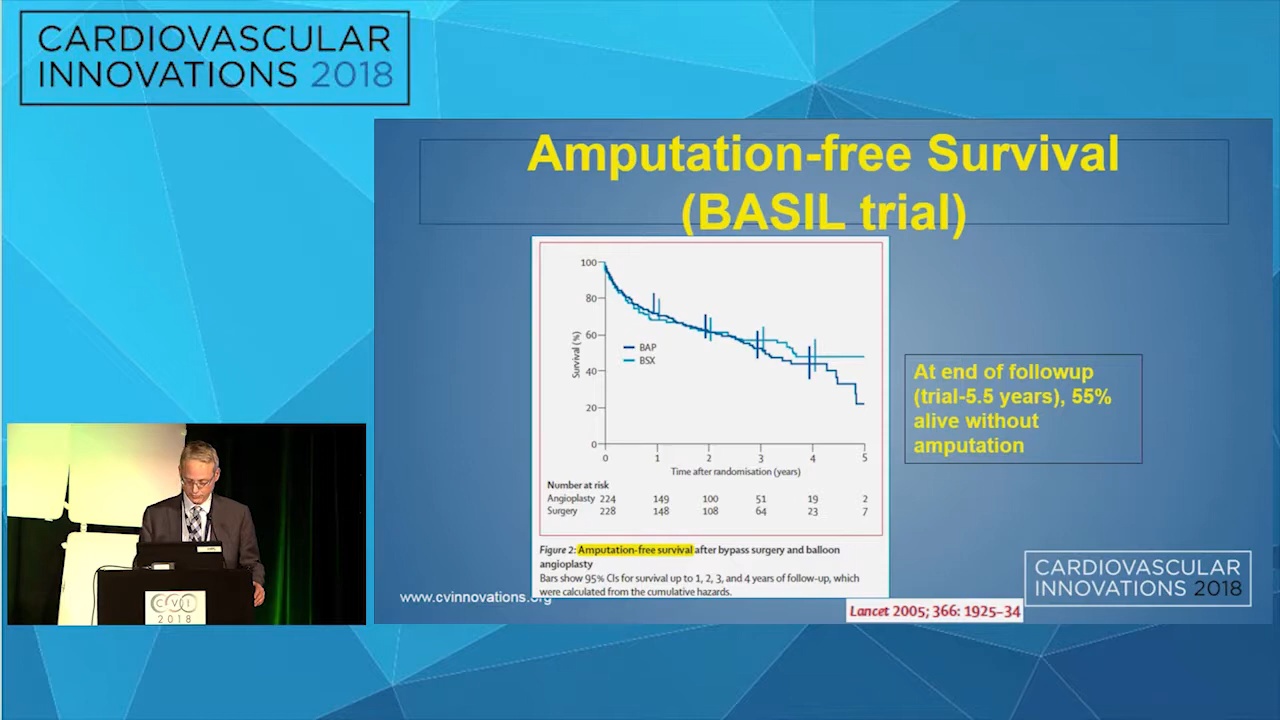 CARDIOVASCULAR
INNOVATIONS 2018
Amputation-free Survival
(BASIL trial)
100
80
60
40
20
0
Survival (%)
BAP
BSX
0 1 2 3 4 5
Time after randomisation (years)
Number at risk
Angioplasty 224 149 100 51 19 2
Surgery 228 148 108 64 23 7
Figure 2: Amputation-free survival after bypass surgery and balloon
angioplasty
Bars show 95% CIs for survival up to 1, 2, 3, and 4 years of follow-up, which
were calculated from the cumulative hazards.
At end of followup
(trial-5.5 years), 55%
alive without
amputation
www.cvinnovations.org
Lancet 2005; 366: 1925–34
CARDIOVASCULAR
INNOVATIONS 2018
CVI
2018